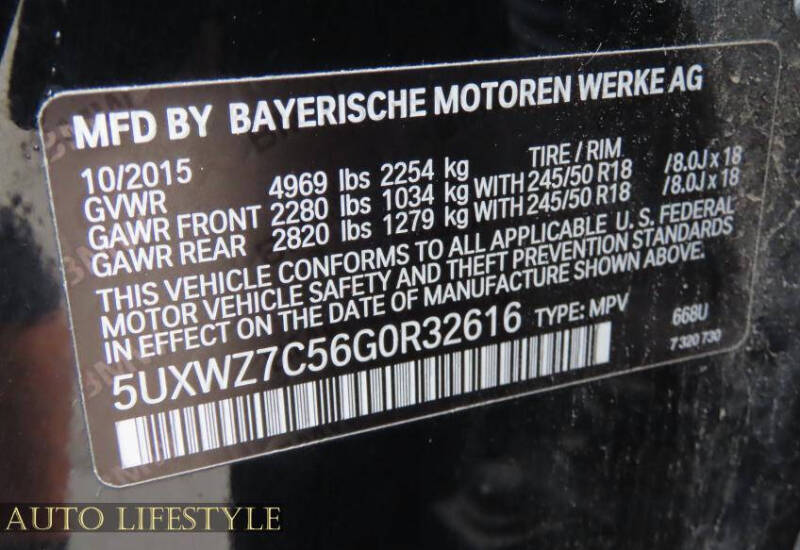 MFD BY BAYERISCHE MOTOREN WERKE AG
10/2015 TIRE / RIM
GVWR 4969 lbs 2254 kg
GAWR FRONT 2280 lbs 1034 kg WITH 245/50 R18 /8.0J x 18
GAWR REAR 2820 lbs 1279 kg WITH 245/50 R18 /8.0J x 18
THIS VEHICLE CONFORMS TO ALL APPLICABLE U. S. FEDERAL
MOTOR VEHICLE SAFETY AND THEFT PREVENTION STANDARDS
IN EFFECT ON THE DATE OF MANUFACTURE SHOWN ABOVE.
5UXWZ7C56G0R32616 TYPE: MPV 668U
7 320 730
AUTO LIFESTYLE